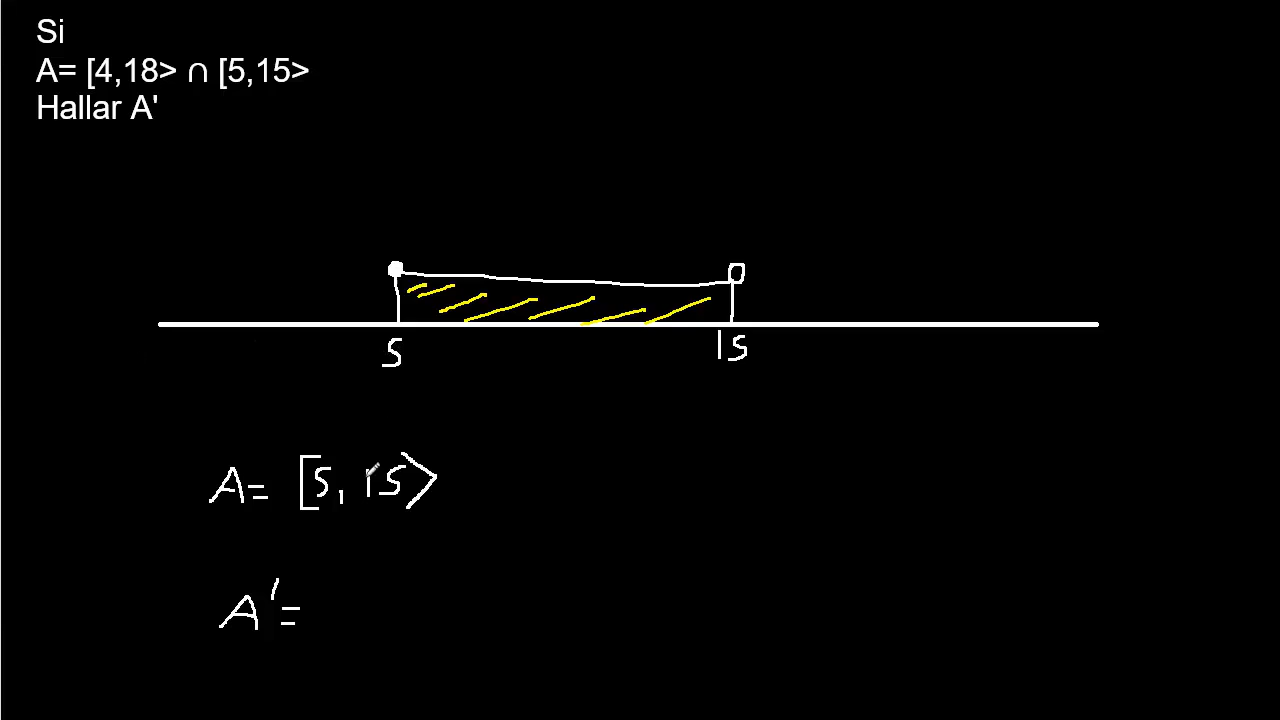 Si
A= [4,18> ∩ [5,15>
Hallar A'
5 15
A= [5, 15>
A'=